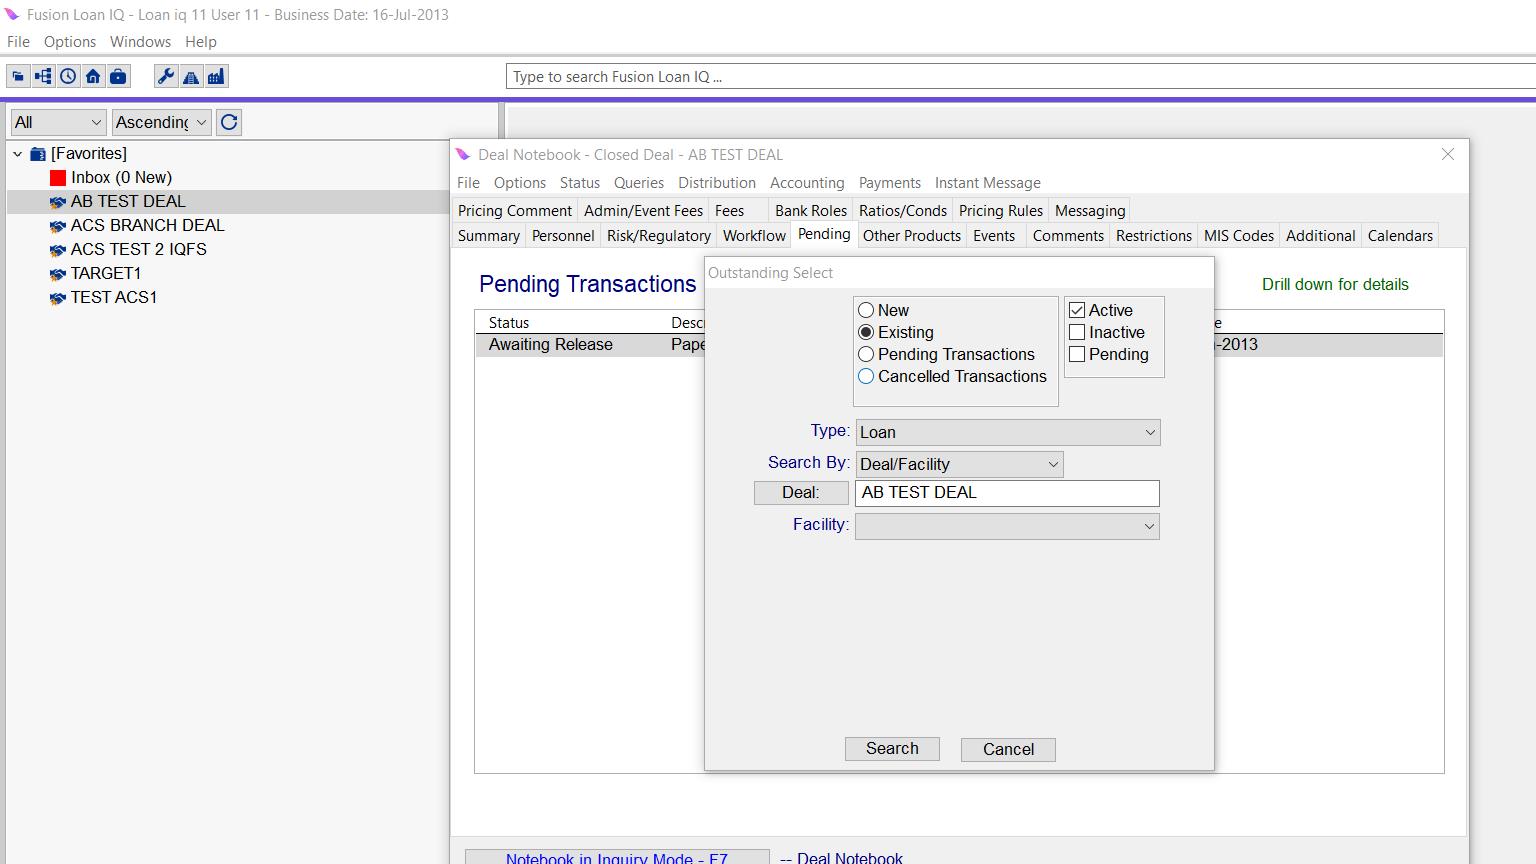 Fusion Loan IQ - Loan iq 11 User 11 - Business Date: 16-Jul-2013
File Options Windows Help
Type to search Fusion Loan IQ ...
All Ascending
[Favorites]
Inbox (0 New)
AB TEST DEAL
ACS BRANCH DEAL
ACS TEST 2 IQFS
TARGET1
TEST ACS1
Deal Notebook - Closed Deal - AB TEST DEAL
File Options Status Queries Distribution Accounting Payments Instant Message
Pricing Comment Admin/Event Fees Fees Bank Roles Ratios/Conds Pricing Rules Messaging
Summary Personnel Risk/Regulatory Workflow Pending Other Products Events Comments Restrictions MIS Codes Additional Calendars
Pending Transactions
Drill down for details
Status Descr
Awaiting Release Pape
-2013
Outstanding Select
New
Existing
Pending Transactions
Cancelled Transactions
Active
Inactive
Pending
Type: Loan
Search By: Deal/Facility
Deal: AB TEST DEAL
Facility:
Search Cancel
Notebook in Inquiry Mode - F7 -- Deal Notebook